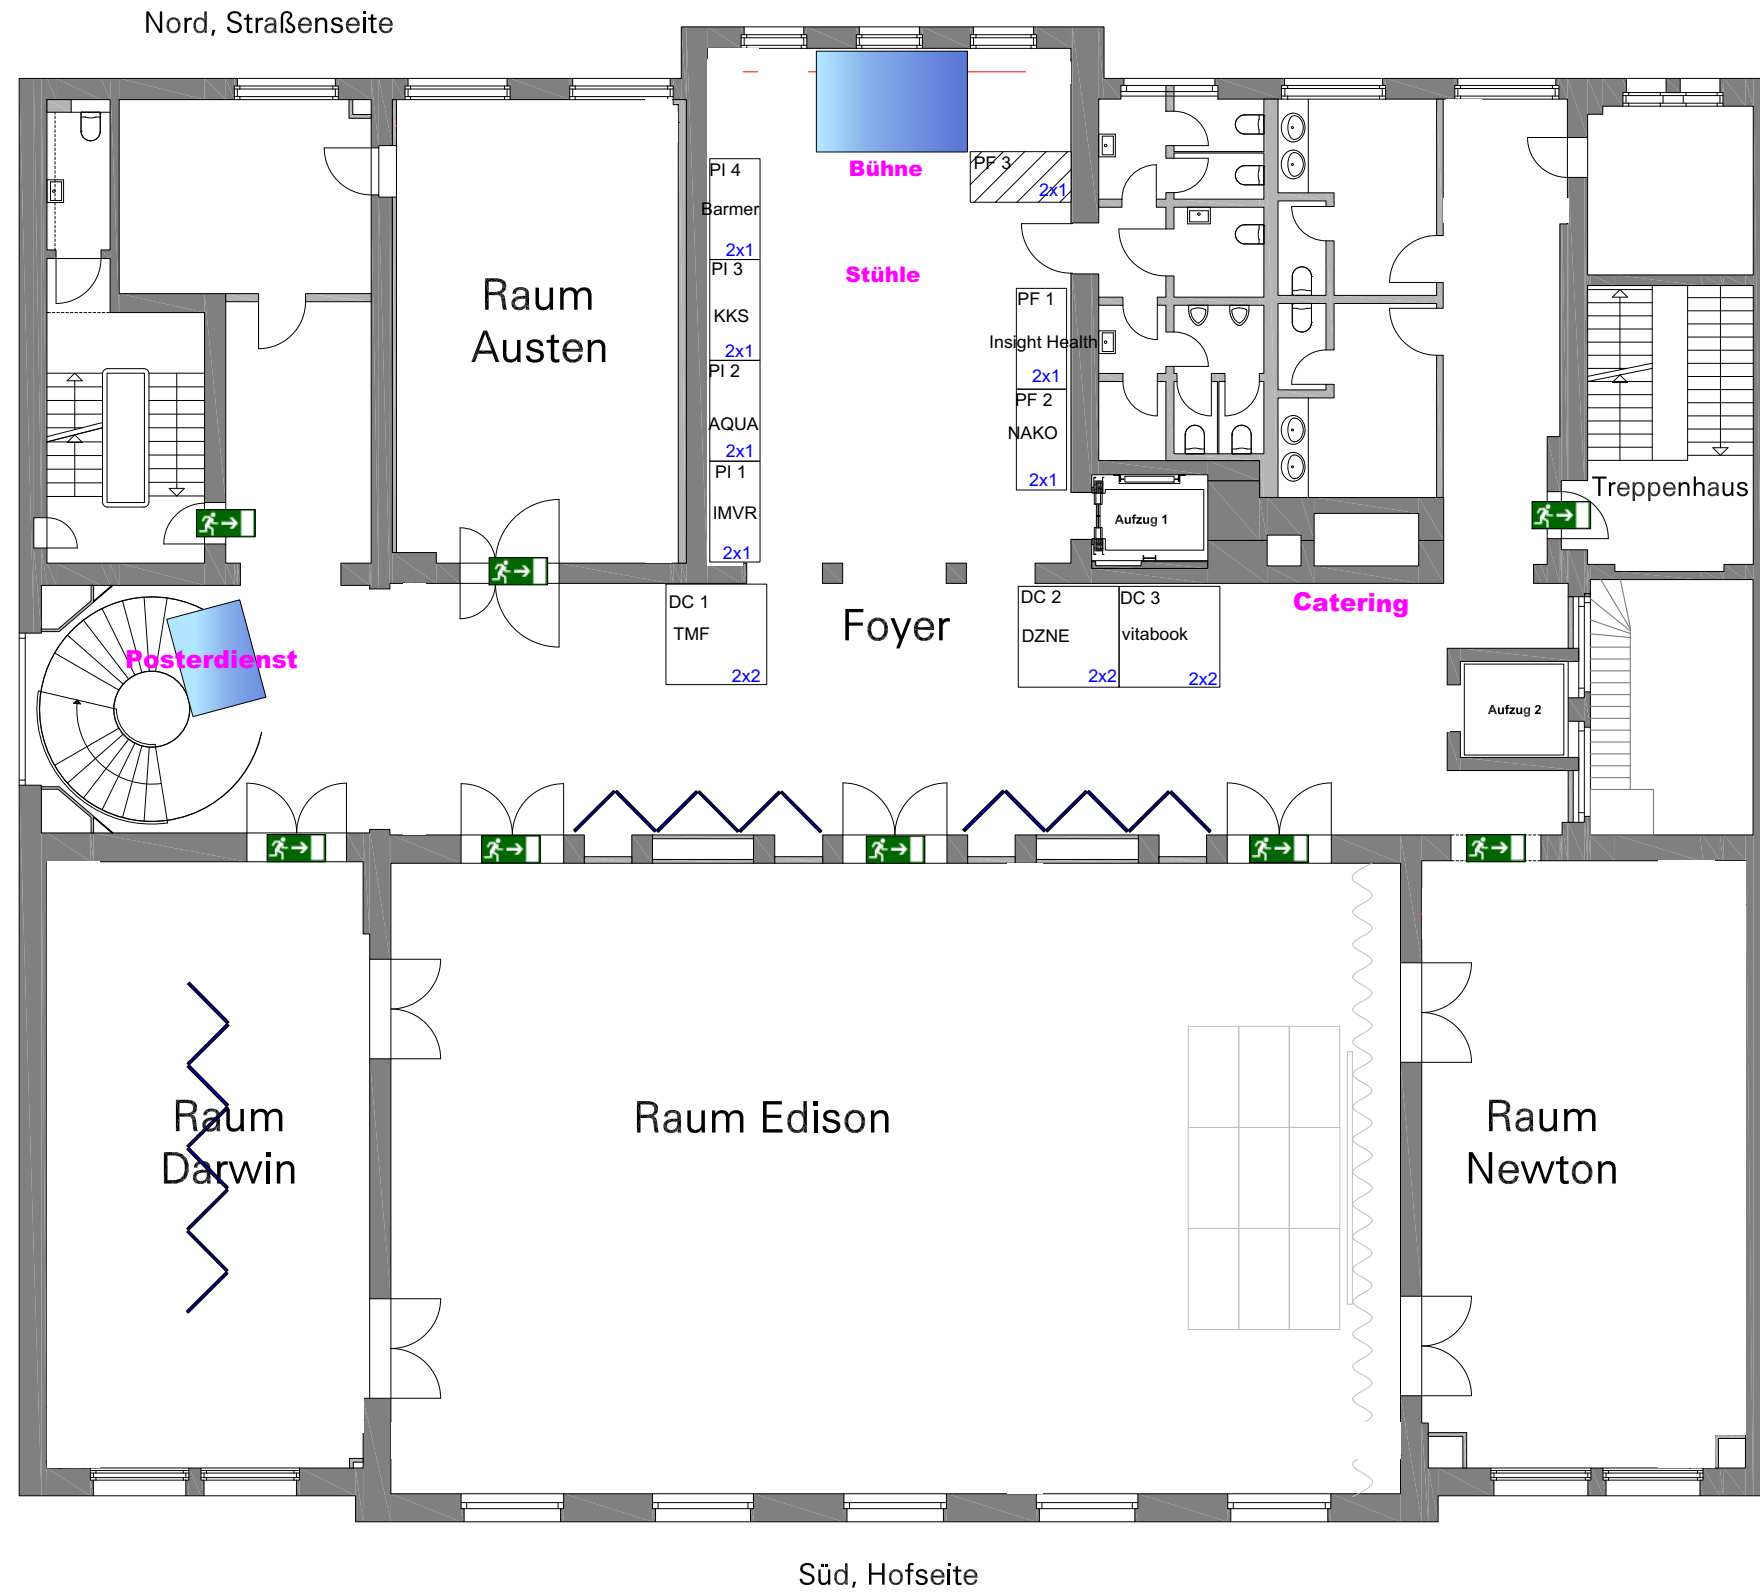 Nord, Straßenseite
Bühne
PF 3
2x1
PI 4
Barmer
2x1
PI 3
KKS
2x1
PI 2
AQUA
2x1
PI 1
IMVR
2x1
Stühle
Raum
Austen
PF 1
Insight Health
2x1
PF 2
NAKO
2x1
Aufzug 1
Treppenhaus
DC 1
TMF
2x2
Foyer
DC 2
DZNE
2x2
DC 3
vitabook
2x2
Catering
Posterdienst
Aufzug 2
Raum
Darwin
Raum Edison
Raum
Newton
Süd, Hofseite